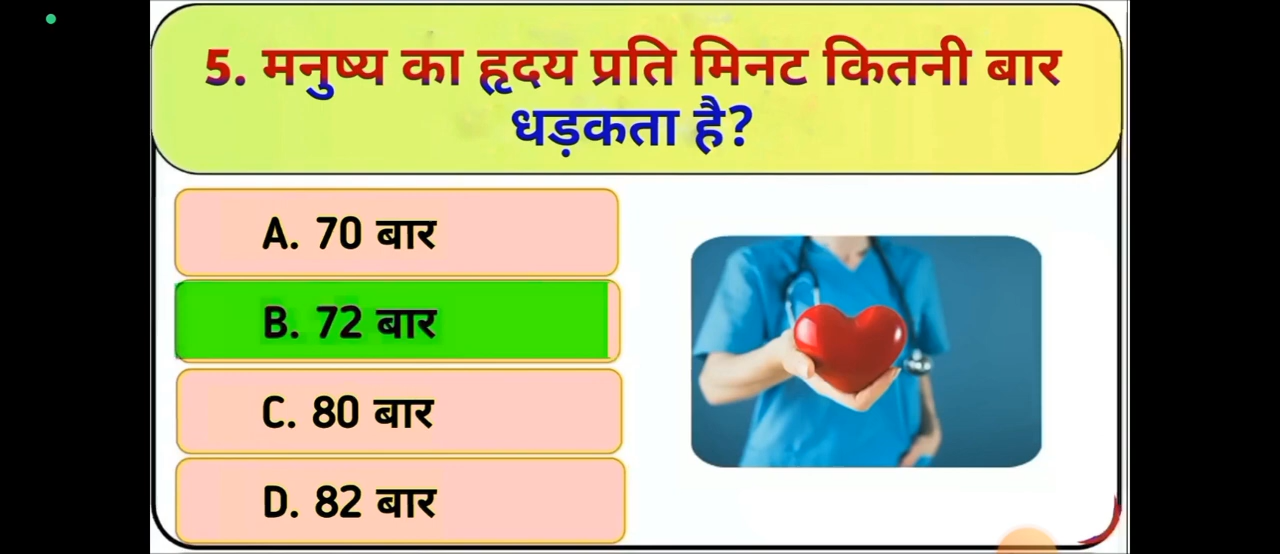 5. मनुष्य का हृदय प्रति मिनट कितनी बार
धड़कता है?
A. 70 बार
B. 72 बार
C. 80 बार
D. 82 बार